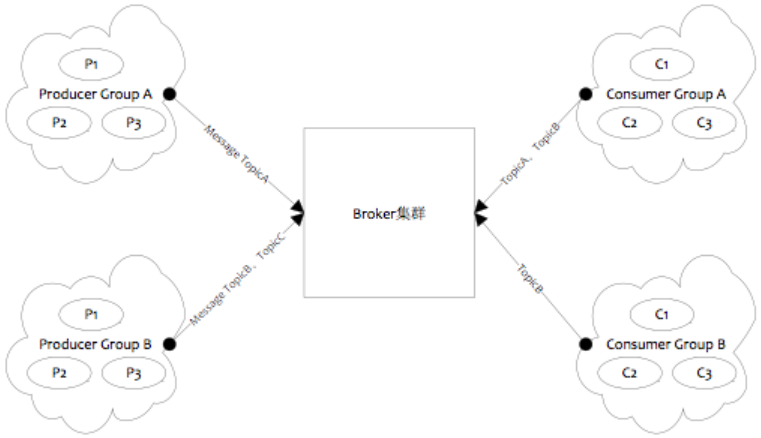 P1
Producer Group A
P2
P3
Message TopicA
Broker集群
C1
Consumer Group A
C2
C3
TopicA、TopicB
P1
Producer Group B
P2
P3
Message TopicB、TopicC
C1
Consumer Group B
C2
C3
TopicB